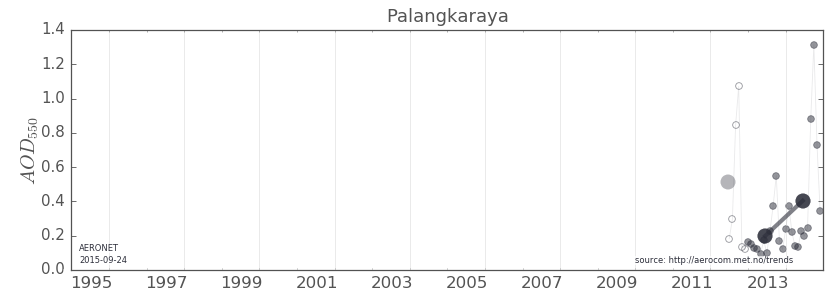 Palangkaraya
1.4
1.2
1.0
0.8
0.6
0.4
0.2
0.0
AOD550
AERONET
2015-09-24
source: http://aerocom.met.no/trends
1995 1997 1999 2001 2003 2005 2007 2009 2011 2013